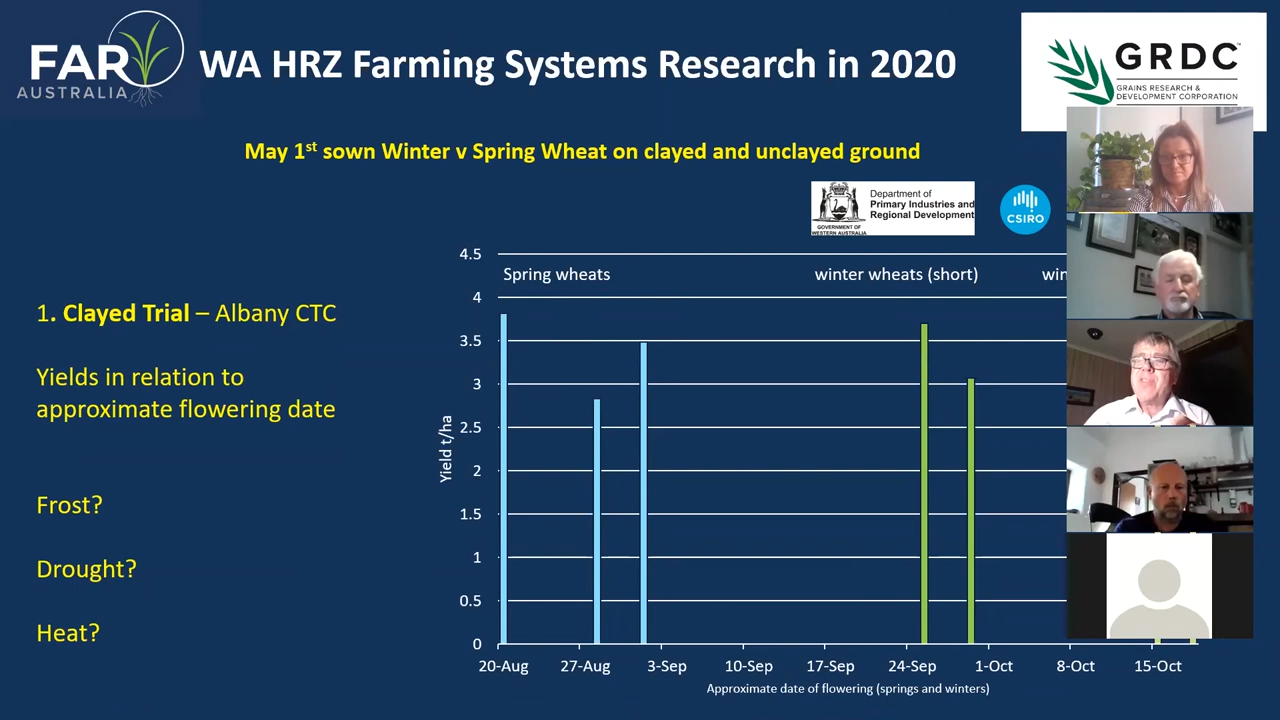 FAR
AUSTRALIA
WA HRZ Farming Systems Research in 2020
GRDC™
GRAINS RESEARCH &
DEVELOPMENT CORPORATION
May 1st sown Winter v Spring Wheat on clayed and unclayed ground
GOVERNMENT OF
WESTERN AUSTRALIA
Department of
Primary Industries and
Regional Development
CSIRO
1. Clayed Trial – Albany CTC
Yields in relation to
approximate flowering date
Frost?
Drought?
Heat?
Yield t/ha
4.5
4
3.5
3
2.5
2
1.5
1
0.5
0
Spring wheats
winter wheats (short)
win
20-Aug
27-Aug
3-Sep
10-Sep
17-Sep
24-Sep
1-Oct
8-Oct
15-Oct
Approximate date of flowering (springs and winters)